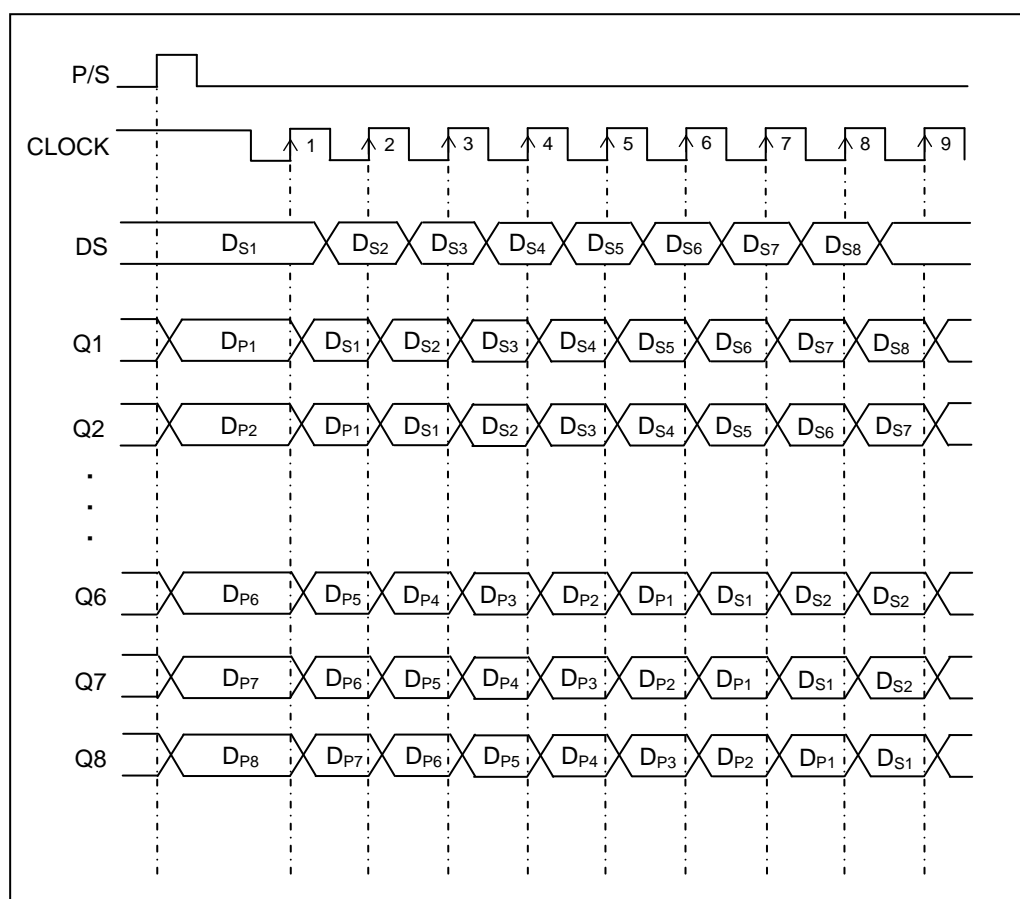 P/S
CLOCK 1 2 3 4 5 6 7 8 9
DS DS1 DS2 DS3 DS4 DS5 DS6 DS7 DS8
Q1 DP1 DS1 DS2 DS3 DS4 DS5 DS6 DS7 DS8
Q2 DP2 DP1 DS1 DS2 DS3 DS4 DS5 DS6 DS7
Q6 DP6 DP5 DP4 DP3 DP2 DP1 DS1 DS2 DS2
Q7 DP7 DP6 DP5 DP4 DP3 DP2 DP1 DS1 DS2
Q8 DP8 DP7 DP6 DP5 DP4 DP3 DP2 DP1 DS1